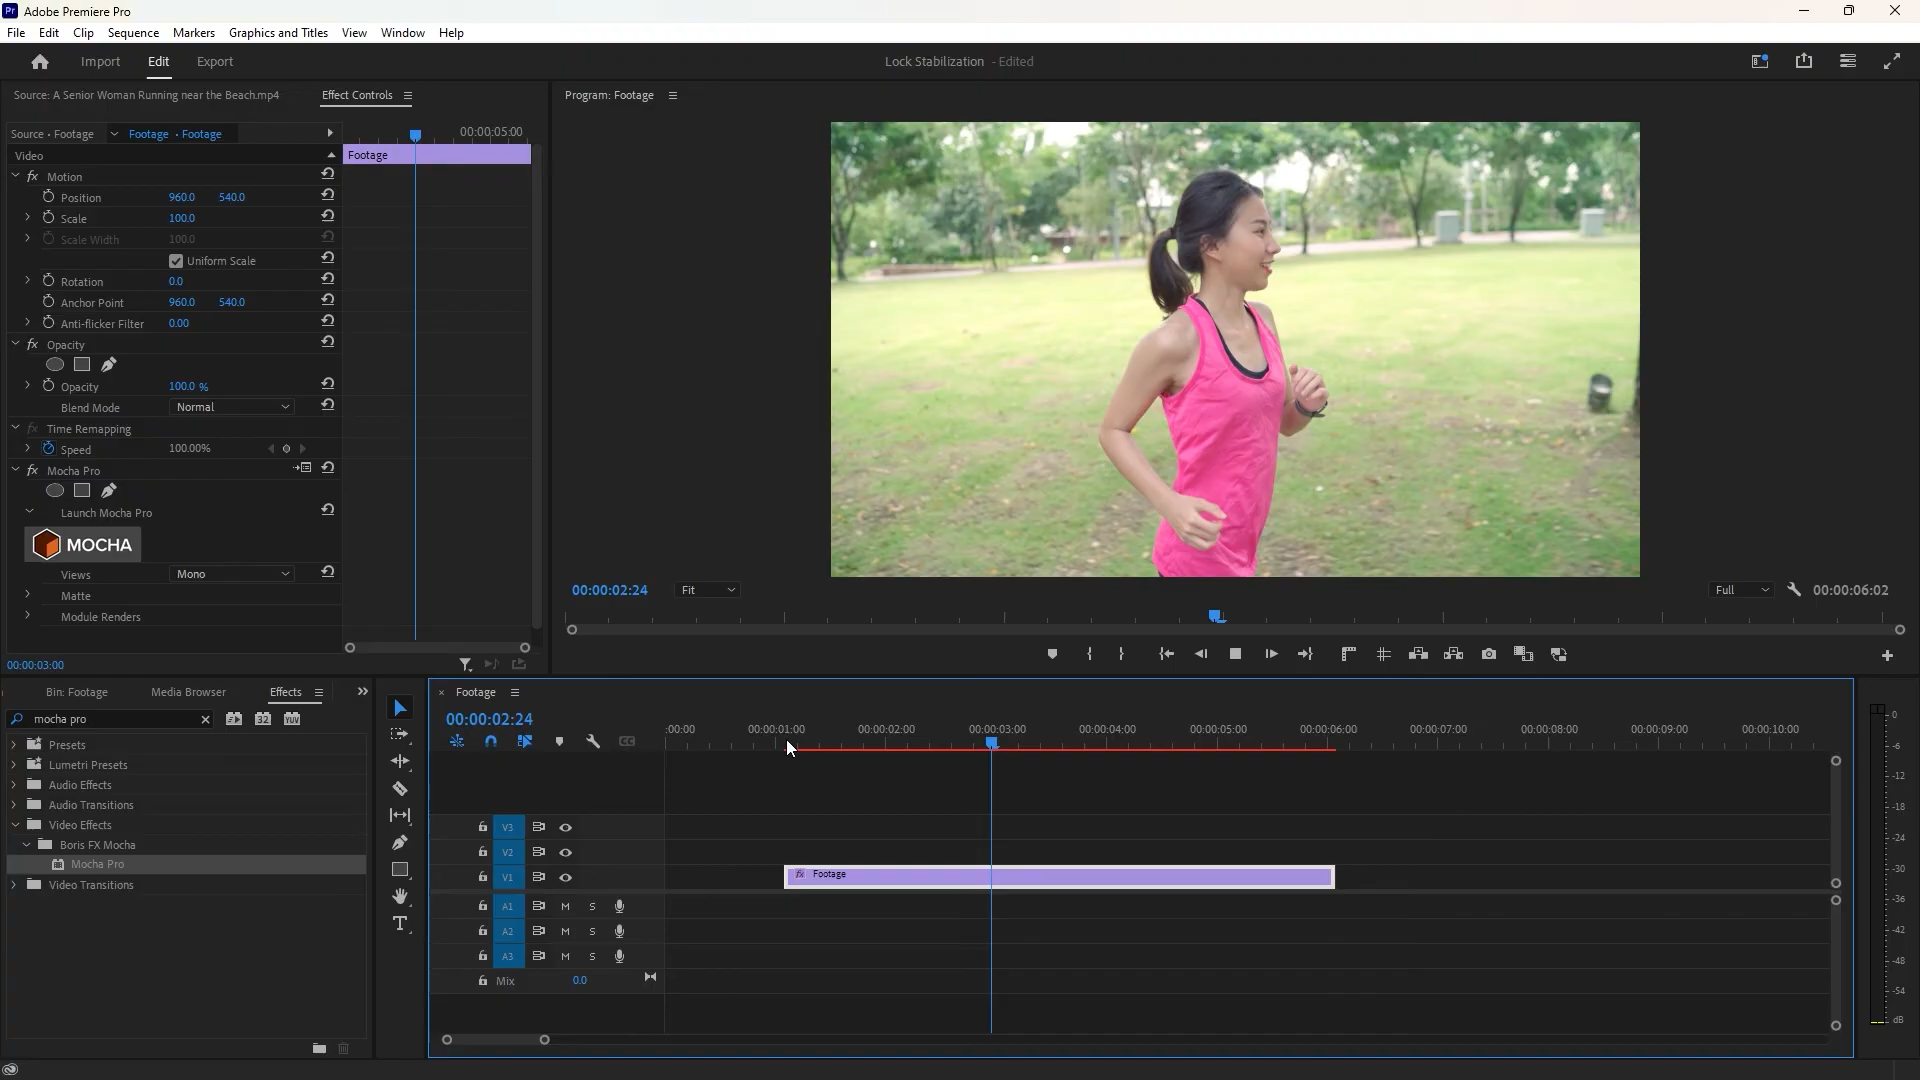 Pr Adobe Premiere Pro
File Edit Clip Sequence Markers Graphics and Titles View Window Help
Import Edit Export Lock Stabilization - Edited
Source: A Senior Woman Running near the Beach.mp4 Effect Controls
Program: Footage
Source • Footage Footage • Footage 00:00:05:00
Video Footage
fx Motion
Position 960.0 540.0
Scale 100.0
Scale Width 100.0
Uniform Scale
Rotation 0.0
Anchor Point 960.0 540.0
Anti-flicker Filter 0.00
fx Opacity
Opacity 100.0 %
Blend Mode Normal
fx Time Remapping
Speed 100.00%
fx Mocha Pro
Launch Mocha Pro
MOCHA
Views Mono
Matte
Module Renders
00:00:03:00
00:00:02:24 Fit Full 00:00:06:02
Bin: Footage Media Browser Effects
mocha pro 32 YUV
Presets
Lumetri Presets
Audio Effects
Audio Transitions
Video Effects
Boris FX Mocha
Mocha Pro
Video Transitions
× Footage
00:00:02:24
:00:00 00:00:01:00 00:00:02:00 00:00:03:00 00:00:04:00 00:00:05:00 00:00:06:00 00:00:07:00 00:00:08:00 00:00:09:00 00:00:10:00
CC
V3
V2
V1 fx Footage
A1 M S
A2 M S
A3 M S
Mix 0.0
T
0
-6
-12
-18
-24
-30
-36
-42
-48
-54
dB